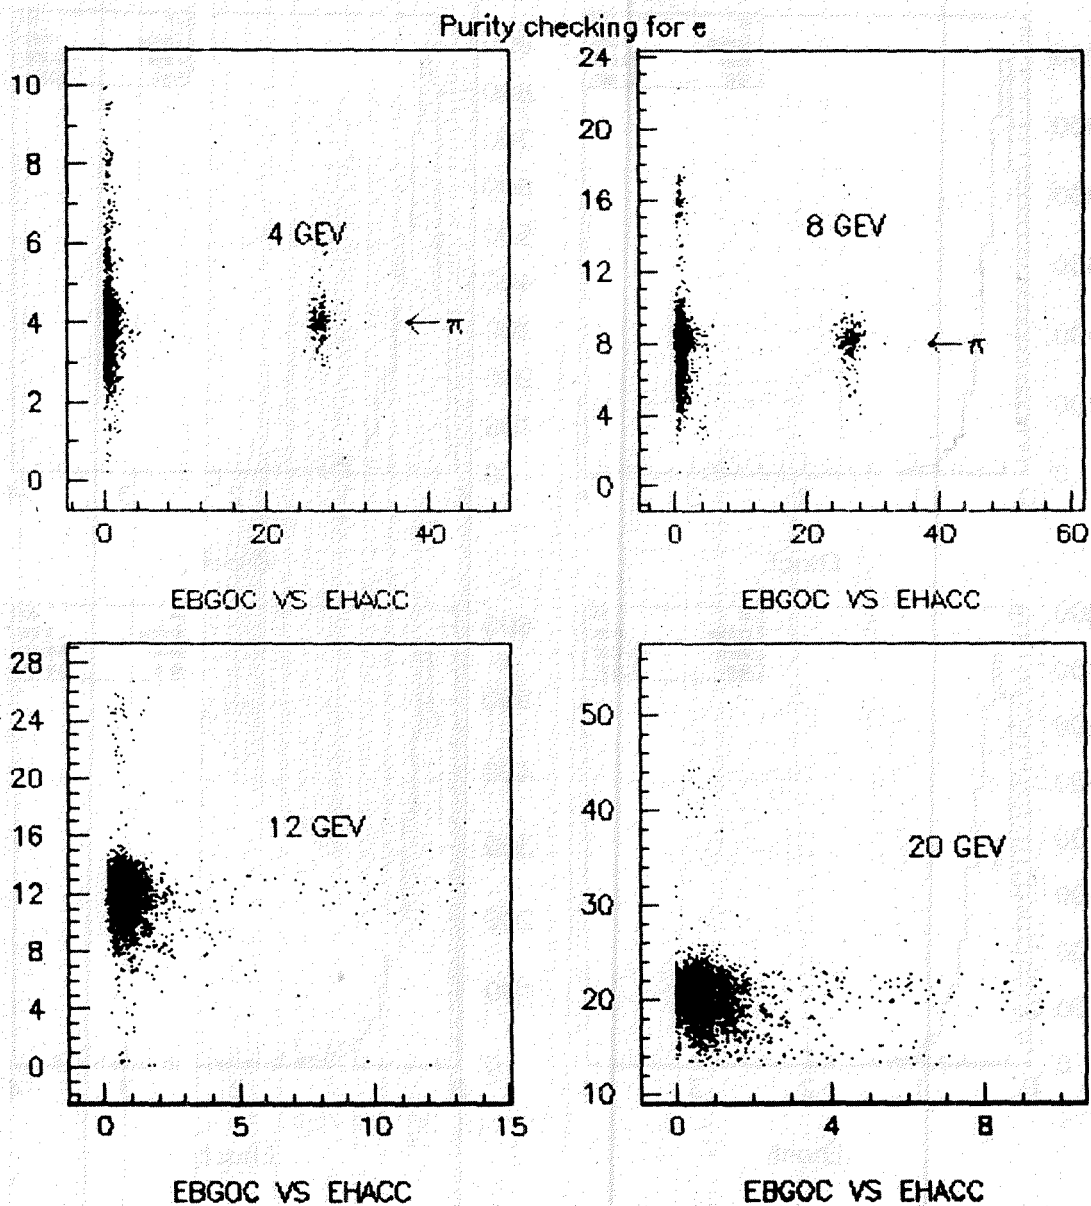 Purity checking for e
10
8
6
4
2
0
4 GEV
← π
0 20 40
EBGOC VS EHACC
24
20
16
12
8
4
0
8 GEV
← π
0 20 40 60
EBGOC VS EHACC
28
24
20
16
12
8
4
0
12 GEV
0 5 10 15
EBGOC VS EHACC
50
40
30
20
10
20 GEV
0 4 8
EBGOC VS EHACC